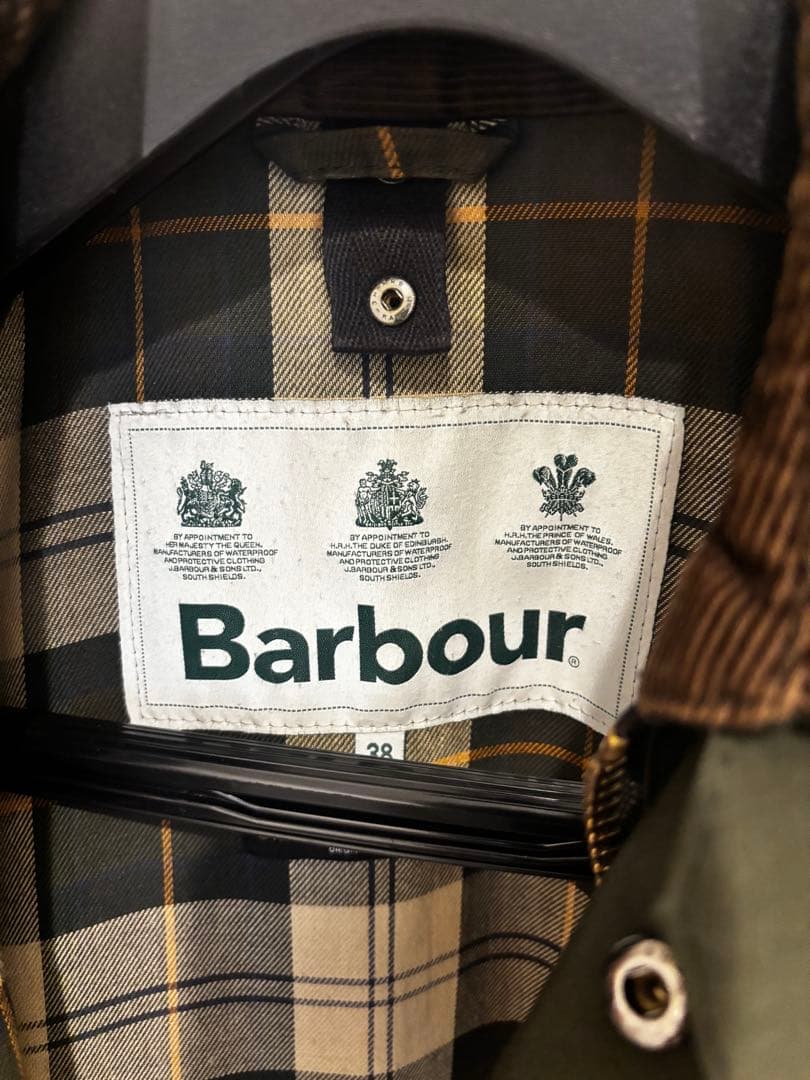 BY APPOINTMENT TO
HER MAJESTY THE QUEEN.
MANUFACTURERS OF WATERPROOF
AND PROTECTIVE CLOTHING
J.BARBOUR & SONS LTD.,
SOUTH SHIELDS.
BY APPOINTMENT TO
H.R.H. THE DUKE OF EDINBURGH.
MANUFACTURERS OF WATERPROOF
AND PROTECTIVE CLOTHING
J.BARBOUR & SONS LTD.,
SOUTH SHIELDS.
BY APPOINTMENT TO
H.R.H. THE PRINCE OF WALES.
MANUFACTURERS OF WATERPROOF
AND PROTECTIVE CLOTHING
J.BARBOUR & SONS LTD.,
SOUTH SHIELDS.
Barbour®
38